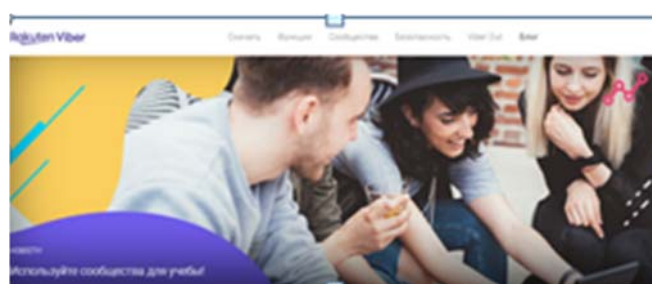 Rakuten Viber
Скачать Функции Сообщества Безопасность Viber Out Блог
НОВОСТИ
Используйте сообщества для учебы!